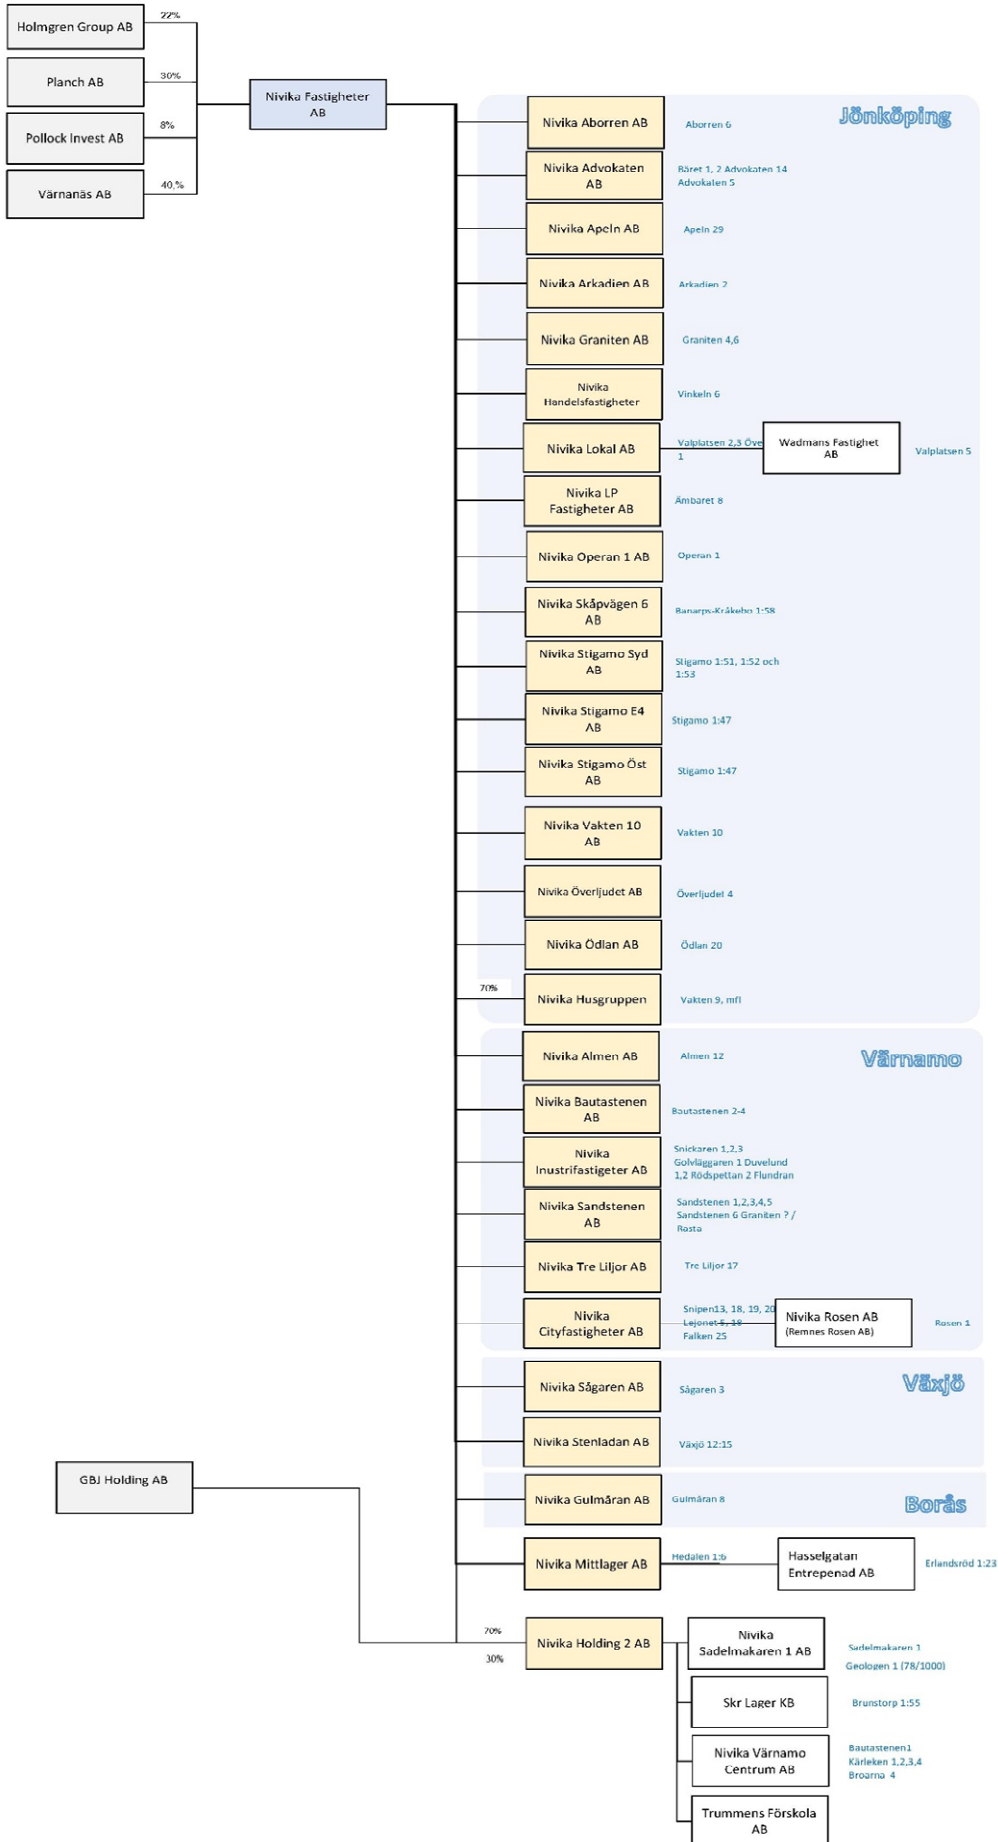 Holmgren Group AB
22%
Planch AB
30%
Pollock Invest AB
8%
Värnanäs AB
40,%
Nivika Fastigheter
AB
Jönköping
Nivika Aborren AB
Aborren 6
Nivika Advokaten
AB
Bäret 1, 2 Advokaten 14
Advokaten 5
Nivika Apeln AB
Apeln 29
Nivika Arkadien AB
Arkadien 2
Nivika Graniten AB
Graniten 4,6
Nivika
Handelsfastigheter
Vinkeln 6
Nivika Lokal AB
Valplatsen 2,3 Öve
1
Wadmans Fastighet
AB
Valplatsen 5
Nivika LP
Fastigheter AB
Ämbaret 8
Nivika Operan 1 AB
Operan 1
Nivika Skåpvägen 6
AB
Banarps-Kråkebo 1:58
Nivika Stigamo Syd
AB
Stigamo 1:51, 1:52 och
1:53
Nivika Stigamo E4
AB
Stigamo 1:47
Nivika Stigamo Öst
AB
Stigamo 1:47
Nivika Vakten 10
AB
Vakten 10
Nivika Överljudet AB
Överljudet 4
Nivika Ödlan AB
Ödlan 20
70%
Nivika Husgruppen
Vakten 9, mfl
Värnamo
Nivika Almen AB
Almen 12
Nivika Bautastenen
AB
Bautastenen 2-4
Nivika
Inustrifastigeter AB
Snickaren 1,2,3
Golvläggaren 1 Duvelund
1,2 Rödspettan 2 Flundran
Nivika Sandstenen
AB
Sandstenen 1,2,3,4,5
Sandstenen 6 Graniten ? /
Rosta
Nivika Tre Liljor AB
Tre Liljor 17
Nivika
Cityfastigheter AB
Snipen13, 18, 19, 20
Lejonet 5, 18
Falken 25
Nivika Rosen AB
(Remnes Rosen AB)
Rosen 1
Växjö
Nivika Sågaren AB
Sågaren 3
Nivika Stenladan AB
Växjö 12:15
Borås
Nivika Gulmåran AB
Gulmåran 8
GBJ Holding AB
Nivika Mittlager AB
Hedalen 1:6
Hasselgatan
Entrepenad AB
Erlandsröd 1:23
70%
30%
Nivika Holding 2 AB
Nivika
Sadelmakaren 1 AB
Sadelmakaren 1
Geologen 1 (78/1000)
Skr Lager KB
Brunstorp 1:55
Nivika Värnamo
Centrum AB
Bautastenen1
Kärleken 1,2,3,4
Broarna 4
Trummens Förskola
AB